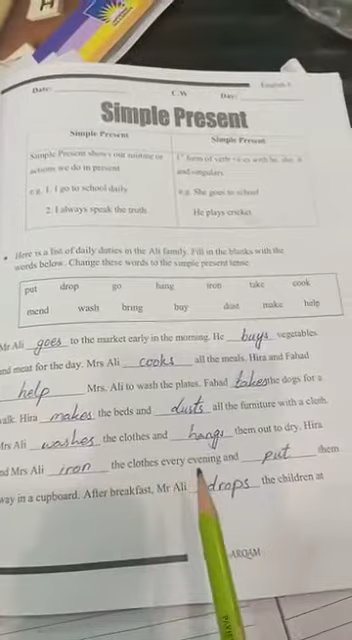 English 5
Date: C.W Day:
Simple Present
Simple Present Simple Present
Simple Present shows our routine or
actions we do in present
e.g. 1. I go to school daily
2. I always speak the truth
1st form of verb + s/es with he, she, it
and singulars
e.g. She goes to school
He plays cricket
• Here is a list of daily duties in the Ali family. Fill in the blanks with the
words below. Change these words to the simple present tense.
put drop go hang iron take cook
mend wash bring buy dust make help
Mr Ali goes to the market early in the morning. He buys vegetables
and meat for the day. Mrs Ali cooks all the meals. Hira and Fahad
help Mrs. Ali to wash the plates. Fahad takes the dogs for a
walk. Hira makes the beds and dusts all the furniture with a cloth.
Mrs Ali washes the clothes and hangs them out to dry. Hira
and Mrs Ali iron the clothes every evening and put them
way in a cupboard. After breakfast, Mr Ali drops the children at
-ARQAM